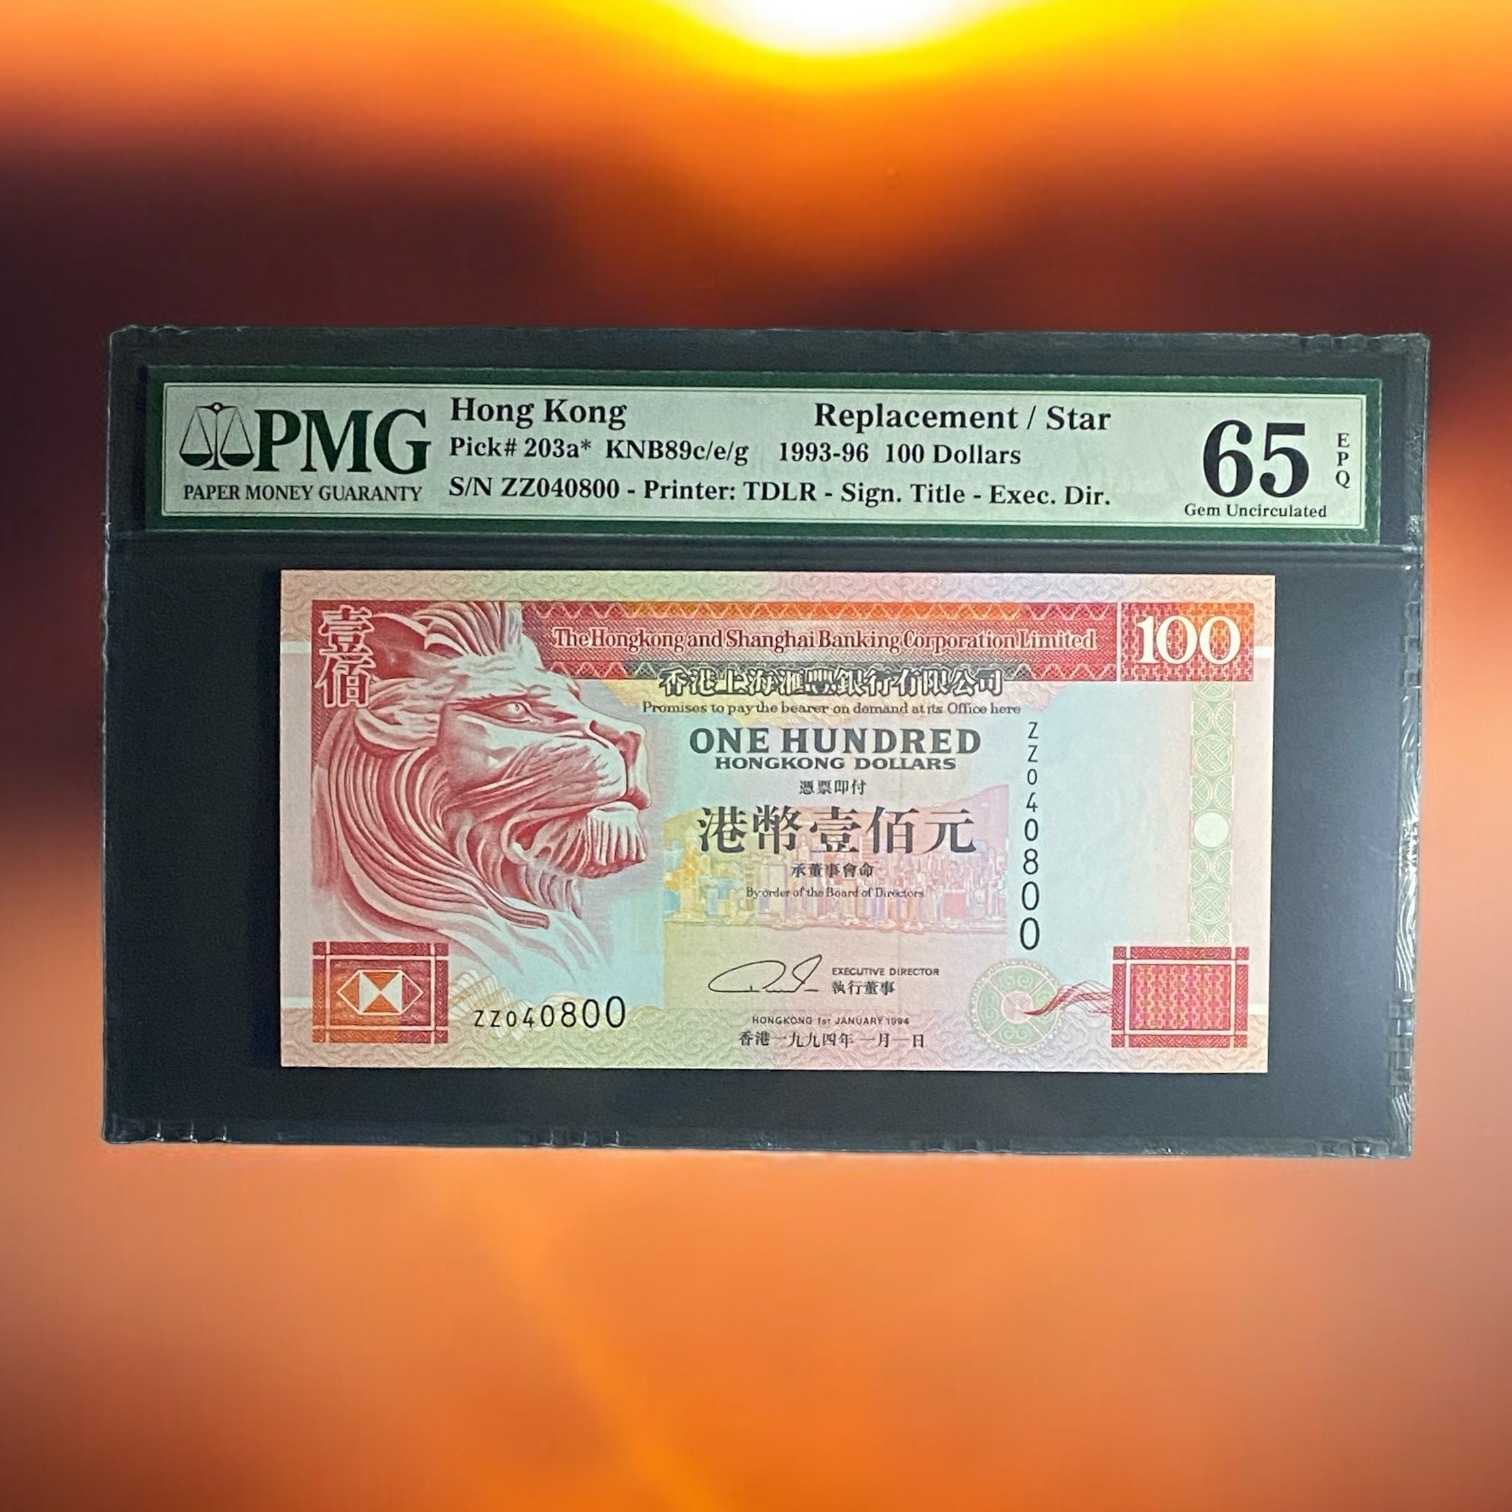 PMG
PAPER MONEY GUARANTY
Hong Kong Replacement / Star
Pick# 203a* KNB89c/e/g 1993-96 100 Dollars
S/N ZZ040800 - Printer: TDLR - Sign. Title - Exec. Dir.
65
EPQ
Gem Uncirculated
壹佰
The Hongkong and Shanghai Banking Corporation Limited
100
香港上海滙豐銀行有限公司
Promises to pay the bearer on demand at its Office here
ONE HUNDRED
HONGKONG DOLLARS
憑票即付
港幣壹佰元
承董事會命
By order of the Board of Directors
ZZ040800
EXECUTIVE DIRECTOR
執行董事
ZZ040800
HONGKONG 1ST JANUARY 1994
香港一九九四年一月一日